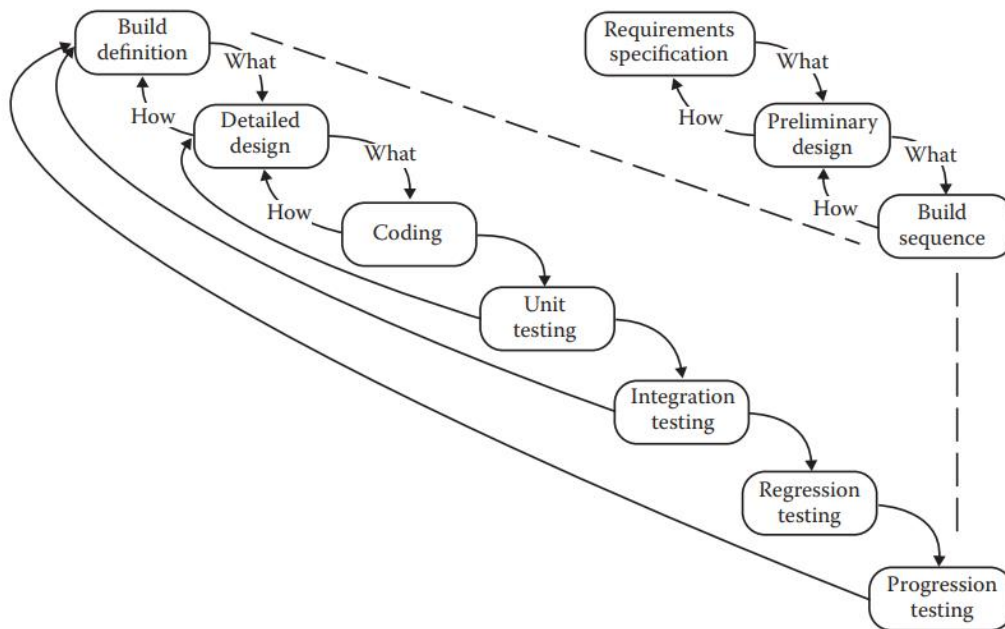 Build
definition
What
How
Detailed
design
What
How
Coding
Unit
testing
Integration
testing
Regression
testing
Progression
testing
Requirements
specification
What
How
Preliminary
design
What
How
Build
sequence